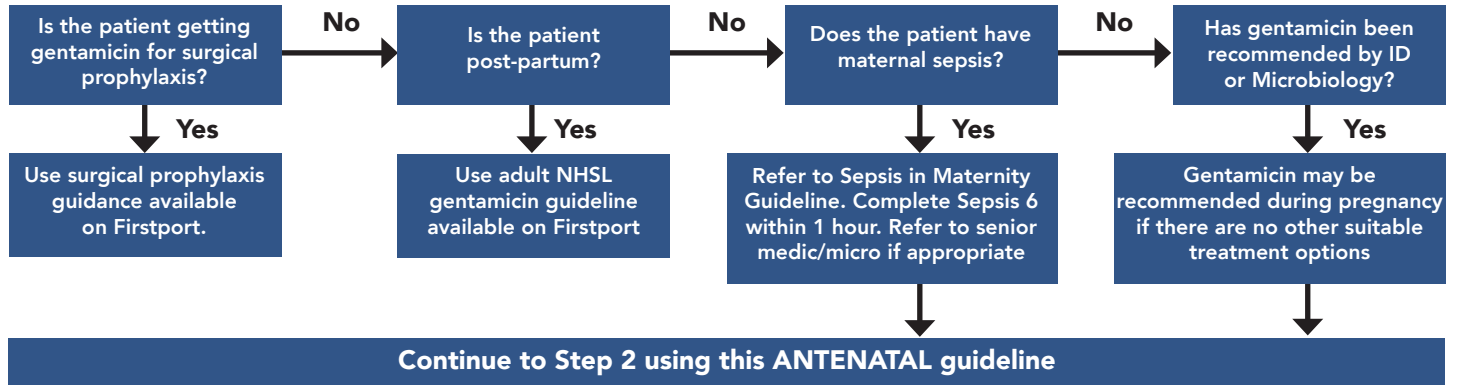 Is the patient getting
gentamicin for surgical
prophylaxis?
No
Is the patient
post-partum?
No
Does the patient have
maternal sepsis?
No
Has gentamicin been
recommended by ID
or Microbiology?
Yes
Yes
Yes
Yes
Use surgical prophylaxis
guidance available
on Firstport.
Use adult NHSL
gentamicin guideline
available on Firstport
Refer to Sepsis in Maternity
Guideline. Complete Sepsis 6
within 1 hour. Refer to senior
medic/micro if appropriate
Gentamicin may be
recommended during pregnancy
if there are no other suitable
treatment options
Continue to Step 2 using this ANTENATAL guideline